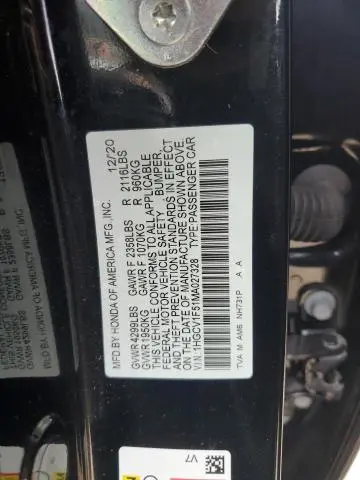 MFD.BY HONDA OF AMERICA MFG.,INC. 12/20
GVWR 4299LBS GAWR F 2358LBS R 2116LBS
GVWR 1950KG GAWR F 1070KG R 960KG
THIS VEHICLE CONFORMS TO ALL APPLICABLE
FEDERAL MOTOR VEHICLE SAFETY BUMPER,
AND THEFT PREVENTION STANDARDS IN EFFECT
ON THE DATE OF MANUFACTURE SHOWN ABOVE.
V.I.N:1HGCV1F51MA027328 TYPE:PASSENGER CAR
TVA M AME NH731P A A
V7